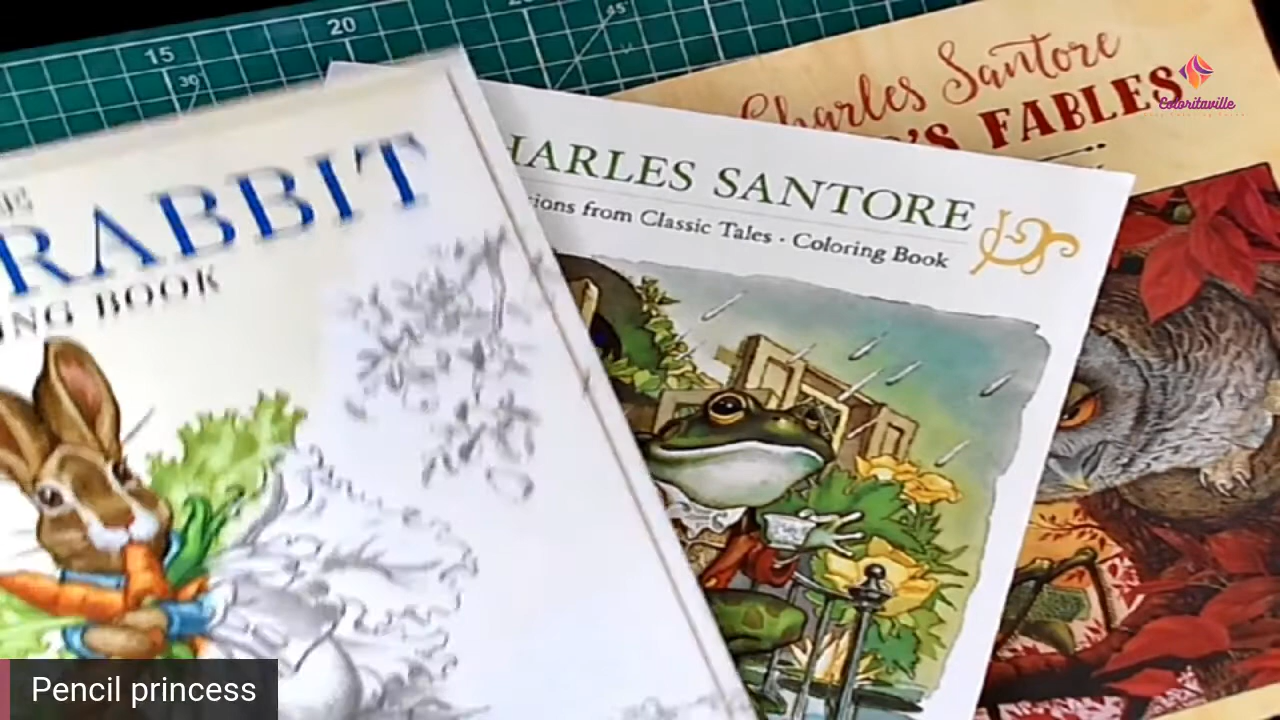 15
20
30
45
RABBIT
ING BOOK
HARLES SANTORE
ions from Classic Tales · Coloring Book
Charles Santore
'S FABLES
Coloritaville
Pencil princess